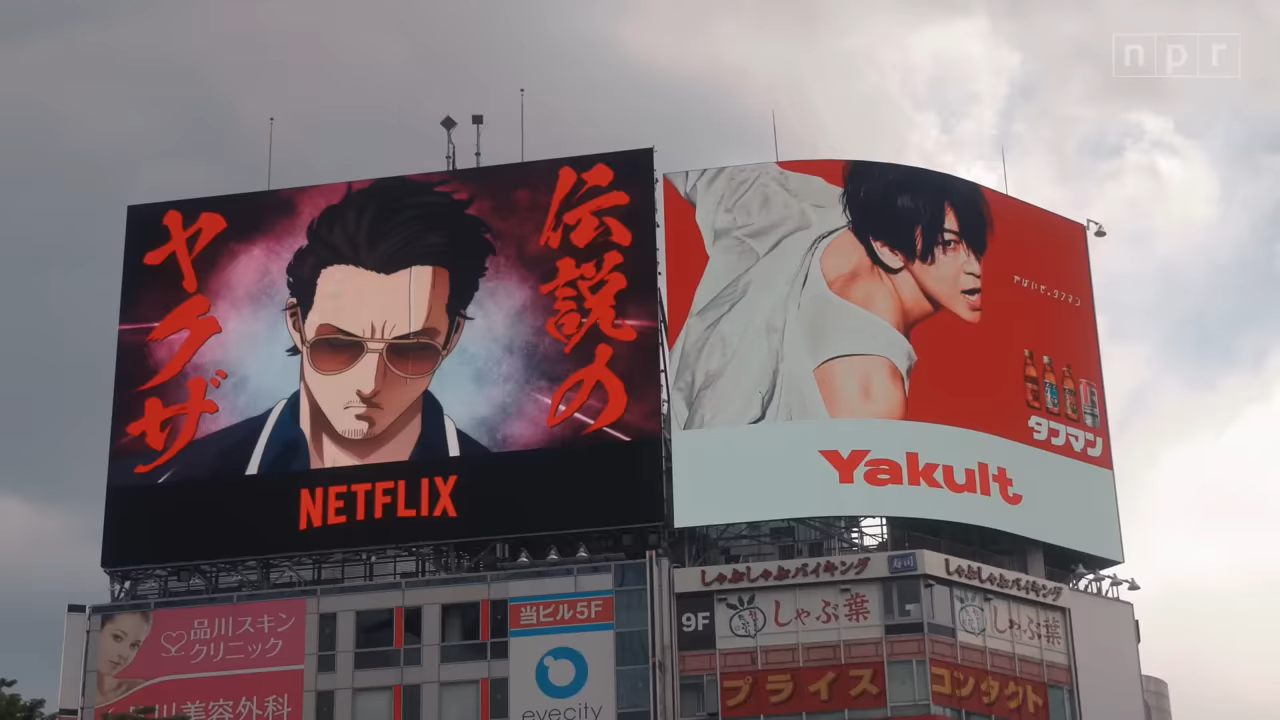 npr
伝説の
ヤクザ
NETFLIX
やばいぜ。タフマン
タフマン
Yakult
しゃぶしゃぶバイキング
寿司
しゃぶしゃぶバイキング
品川スキン
クリニック
品川美容外科
当ビル5F
eyecity
9F
しゃぶ葉
しゃぶ葉
プライス
コンタクト